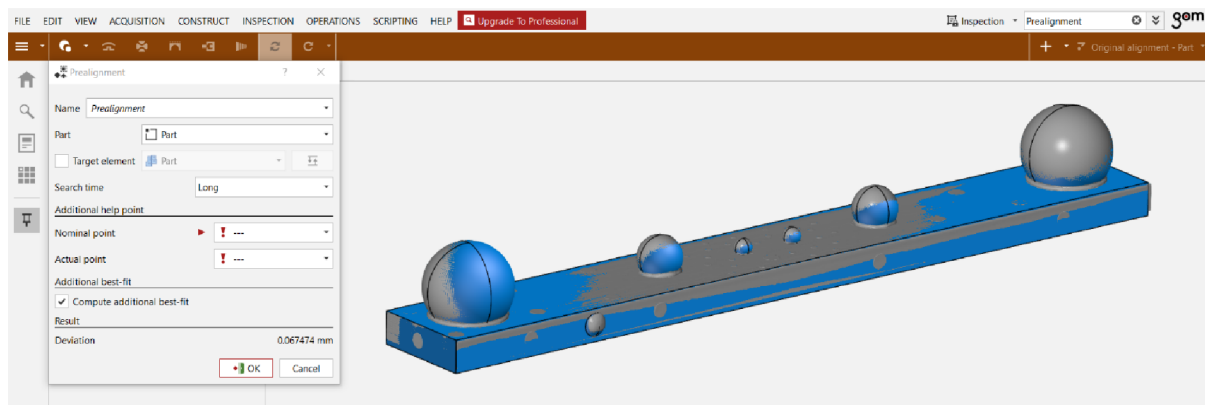 FILE EDIT VIEW ACQUISITION CONSTRUCT INSPECTION OPERATIONS SCRIPTING HELP Upgrade To Professional Inspection Prealignment gom
Original alignment - Part
Prealignment ? ×
Name Prealignment
Part Part
Target element Part
Search time Long
Additional help point
Nominal point ! ---
Actual point ! ---
Additional best-fit
Compute additional best-fit
Result
Deviation 0.067474 mm
OK Cancel